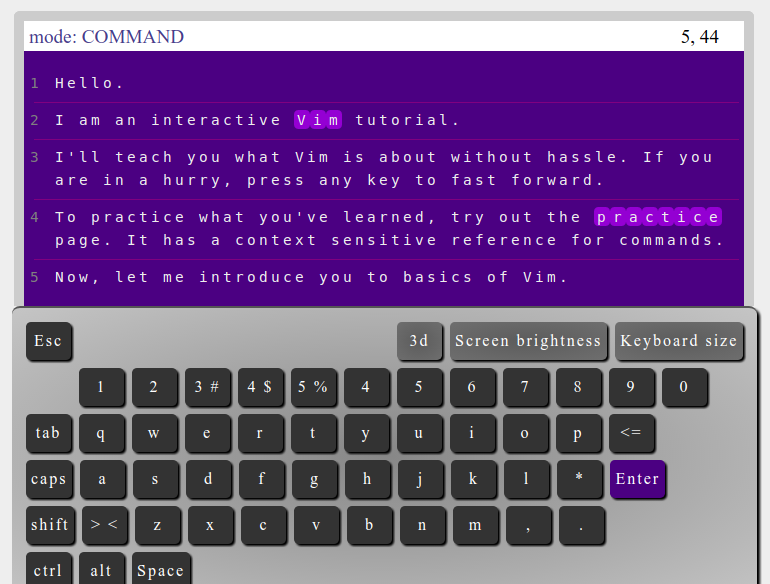 mode: COMMAND 5, 44
1 Hello.
2 I am an interactive Vim tutorial.
3 I'll teach you what Vim is about without hassle. If you
are in a hurry, press any key to fast forward.
4 To practice what you've learned, try out the practice
page. It has a context sensitive reference for commands.
5 Now, let me introduce you to basics of Vim.
Esc 3d Screen brightness Keyboard size
1 2 3 # 4 $ 5 % 4 5 6 7 8 9 0
tab q w e r t y u i o p <=
caps a s d f g h j k l * Enter
shift > < z x c v b n m , .
ctrl alt Space